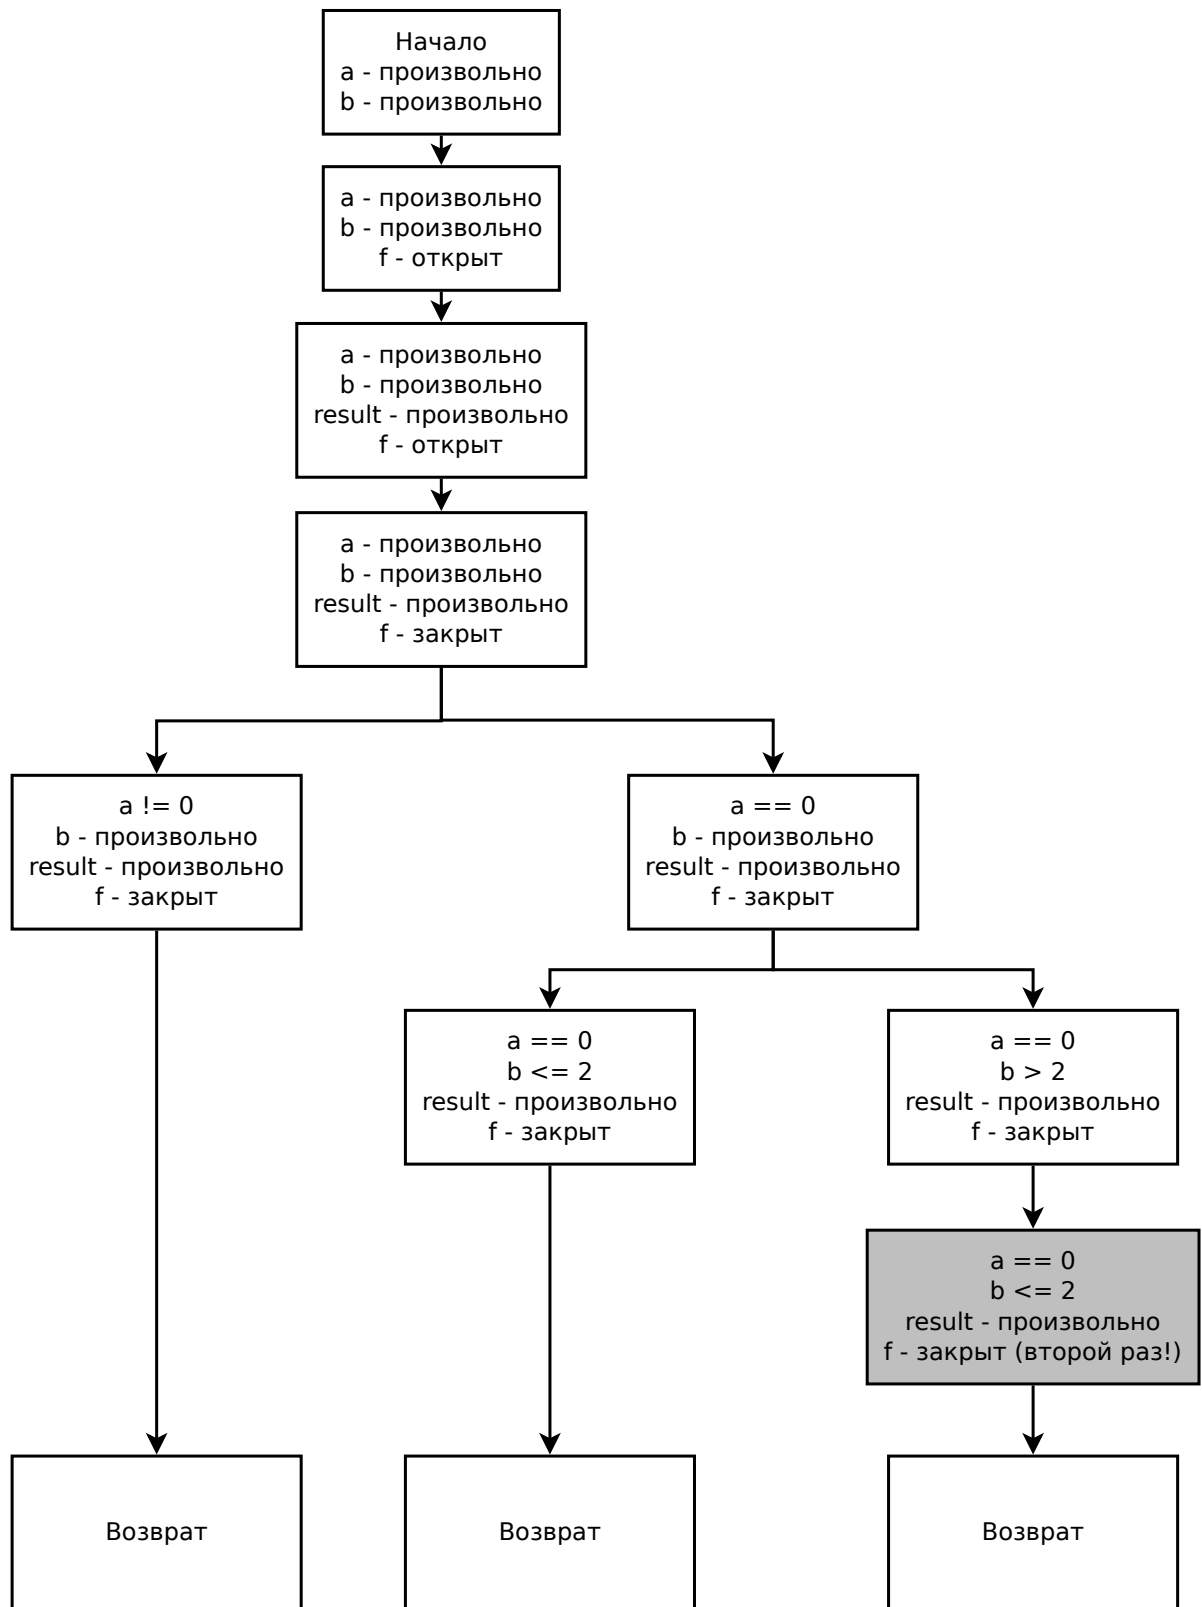 Начало
a - произвольно
b - произвольно
a - произвольно
b - произвольно
f - открыт
a - произвольно
b - произвольно
result - произвольно
f - открыт
a - произвольно
b - произвольно
result - произвольно
f - закрыт
a != 0
b - произвольно
result - произвольно
f - закрыт
a == 0
b - произвольно
result - произвольно
f - закрыт
a == 0
b <= 2
result - произвольно
f - закрыт
a == 0
b > 2
result - произвольно
f - закрыт
a == 0
b <= 2
result - произвольно
f - закрыт (второй раз!)
Возврат
Возврат
Возврат